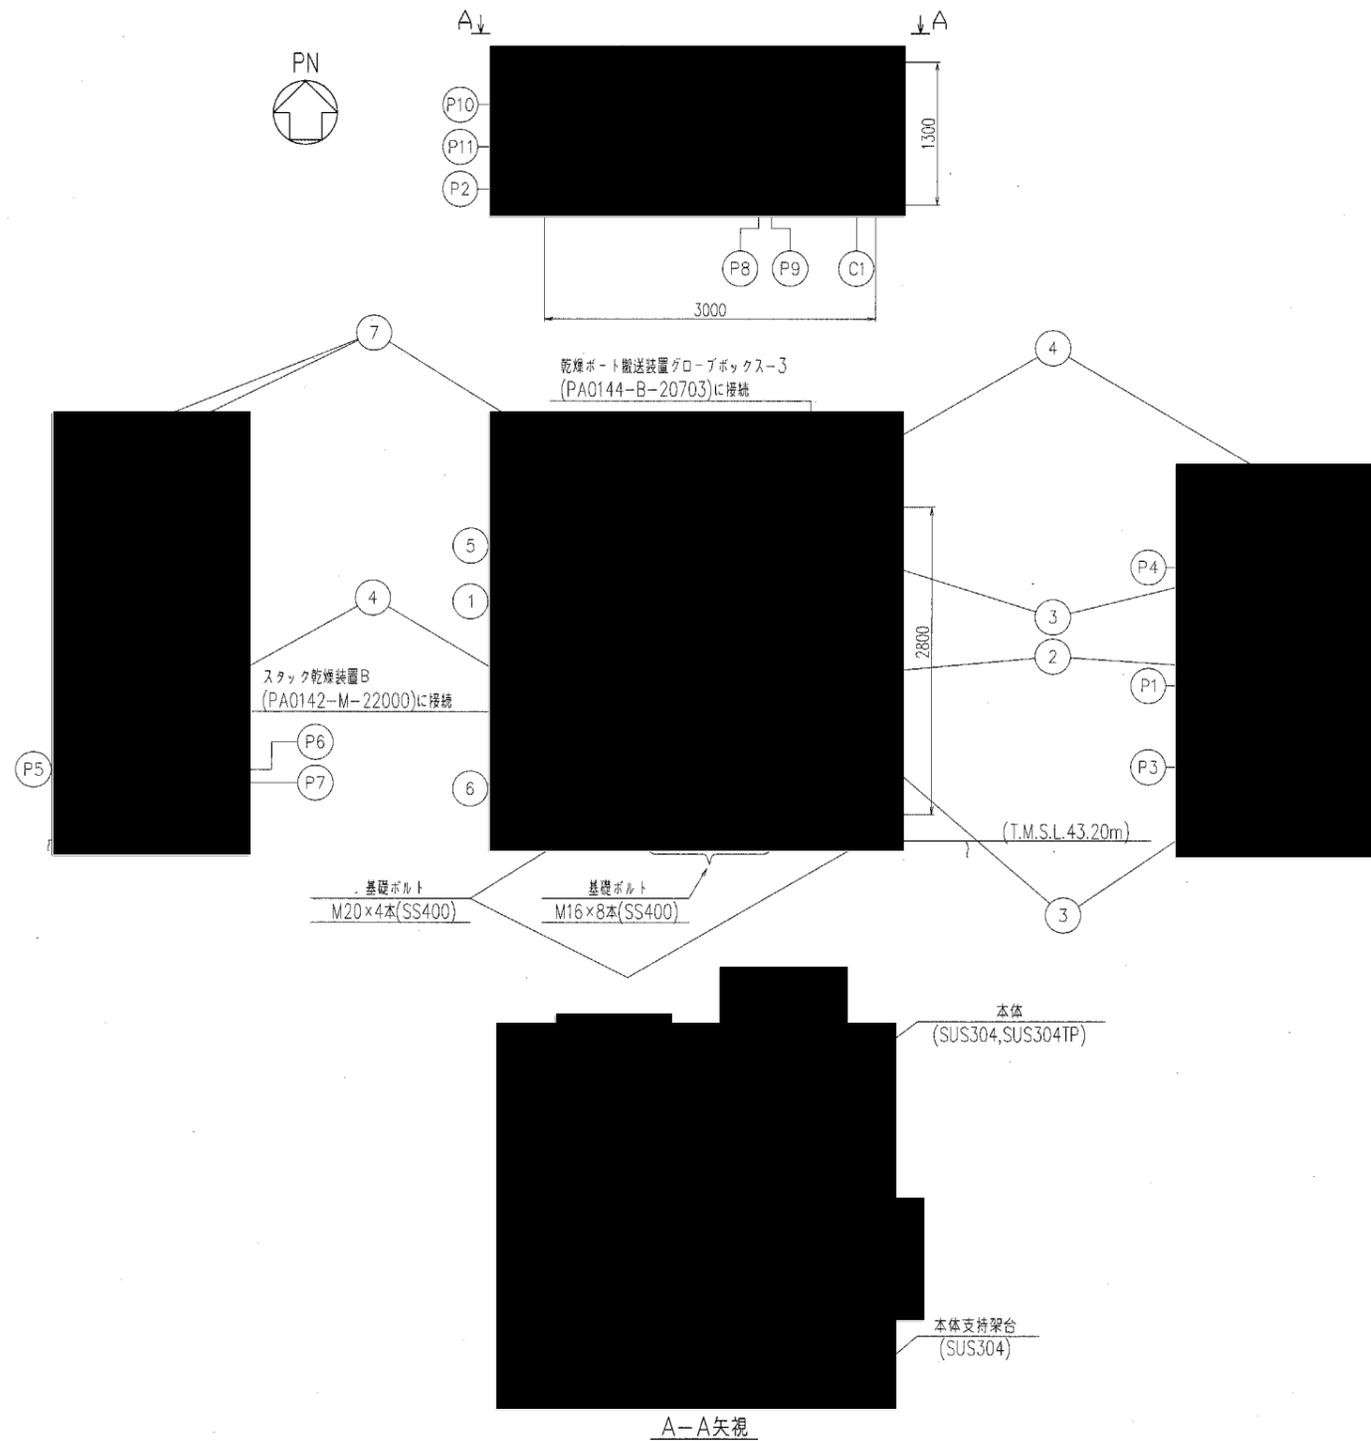 A A
PN
P10
P11
P2
1300
P8 P9 C1
3000
7
4
乾燥ボート搬送装置グローブボックス-3
(PA0144-B-20703)に接続
5
1
4
P4
3
2
2800
P1
スタック乾燥装置B
(PA0142-M-22000)に接続
P6
P5
P7
6
P3
(T.M.S.L.43.20m)
基礎ボルト
M20×4本(SS400)
基礎ボルト
M16×8本(SS400)
3
本体
(SUS304,SUS304TP)
本体支持架台
(SUS304)
A-A矢視